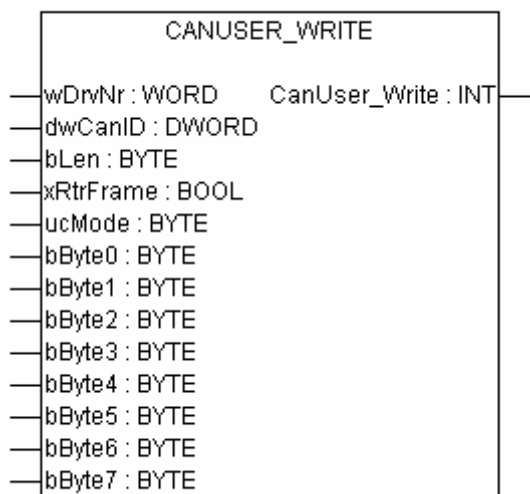 CANUSER_WRITE
wDrvNr : WORD CanUser_Write : INT
dwCanID : DWORD
bLen : BYTE
xRtrFrame : BOOL
ucMode : BYTE
bByte0 : BYTE
bByte1 : BYTE
bByte2 : BYTE
bByte3 : BYTE
bByte4 : BYTE
bByte5 : BYTE
bByte6 : BYTE
bByte7 : BYTE